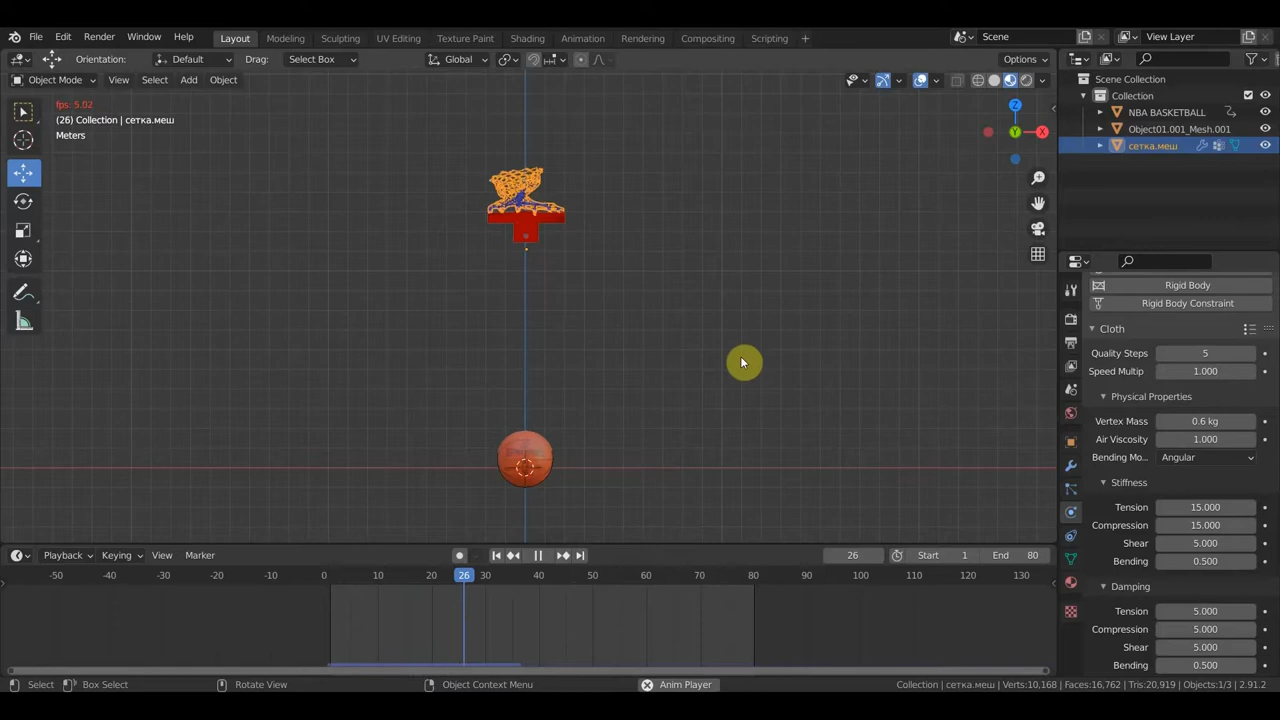 File Edit Render Window Help Layout Modeling Sculpting UV Editing Texture Paint Shading Animation Rendering Compositing Scripting + Scene View Layer
Orientation: Default Drag: Select Box Global Options
Object Mode View Select Add Object
Scene Collection
Collection
NBA BASKETBALL
Object01.001_Mesh.001
сетка.меш
fps: 5.02
(26) Collection | сетка.меш
Meters
Z
Y
X
Rigid Body
Rigid Body Constraint
Cloth
Quality Steps 5
Speed Multip 1.000
Physical Properties
Vertex Mass 0.6 kg
Air Viscosity 1.000
Bending Mo... Angular
Stiffness
Tension 15.000
Compression 15.000
Shear 5.000
Bending 0.500
Damping
Tension 5.000
Compression 5.000
Shear 5.000
Bending 0.500
Playback Keying View Marker 26 Start 1 End 80
-50 -40 -30 -20 -10 0 10 20 26 30 40 50 60 70 80 90 100 110 120 130
Select Box Select Rotate View Object Context Menu Anim Player Collection | сетка.меш | Verts:10,168 | Faces:16,762 | Tris:20,919 | Objects:1/3 | 2.91.2